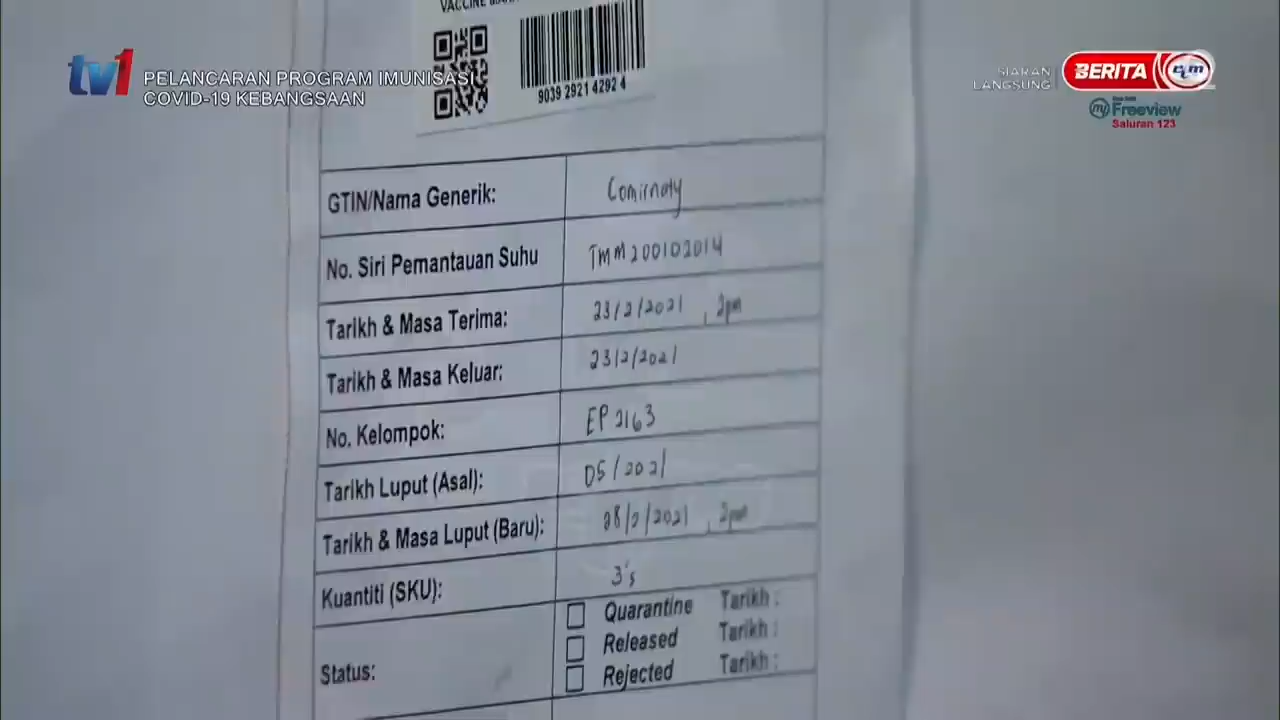 tv1
PELANCARAN PROGRAM IMUNISASI
COVID-19 KEBANGSAAN
SIARAN
LANGSUNG
BERITA rtm
Freeview
Saluran 123
VACCINE
9039 2921 4292 4
GTIN/Nama Generik: Comirnaty
No. Siri Pemantauan Suhu TMM200102014
Tarikh & Masa Terima: 23/2/2021, 2pm
Tarikh & Masa Keluar: 23/2/2021
No. Kelompok: EP2163
Tarikh Luput (Asal): 05/2021
Tarikh & Masa Luput (Baru): 28/2/2021, 2pm
Kuantiti (SKU): 3's
Status:
Quarantine Tarikh :
Released Tarikh :
Rejected Tarikh :